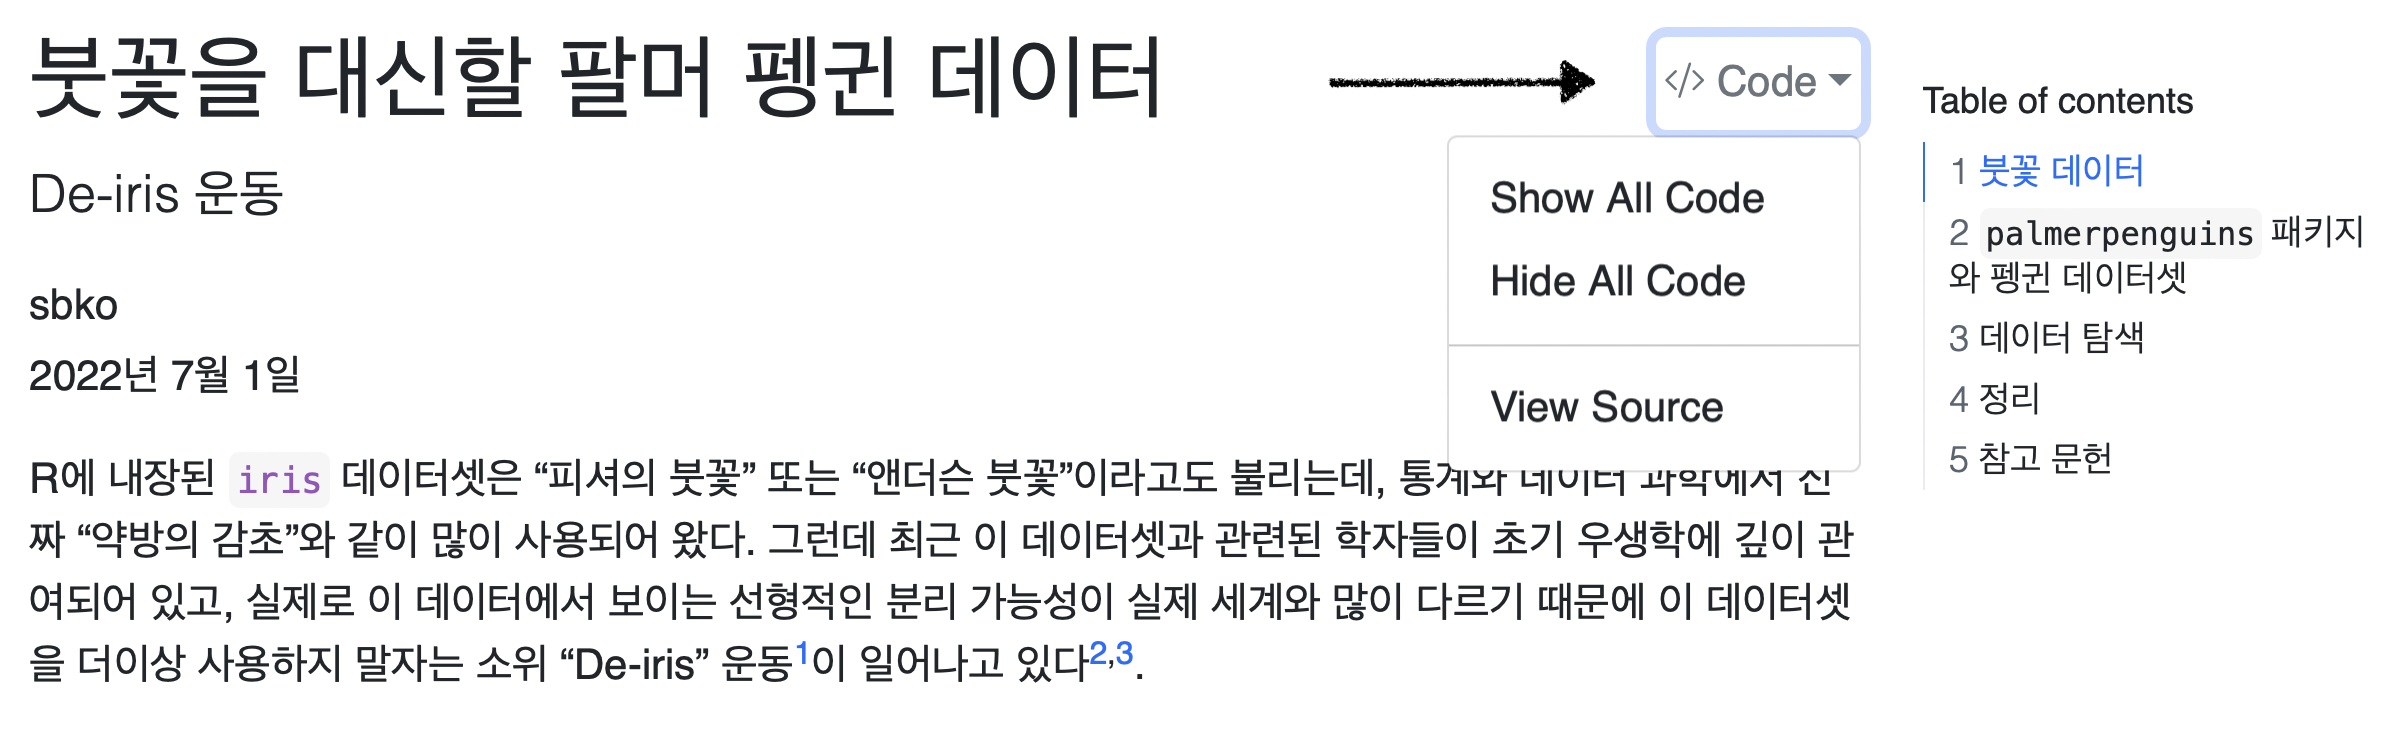 붓꽃을 대신할 팔머 펭귄 데이터
</> Code
Show All Code
Hide All Code
View Source
De-iris 운동
sbko
2022년 7월 1일
R에 내장된 iris 데이터셋은 “피셔의 붓꽃” 또는 “앤더슨 붓꽃”이라고도 불리는데, 통계와 데이터 과학에서 진
짜 “약방의 감초”와 같이 많이 사용되어 왔다. 그런데 최근 이 데이터셋과 관련된 학자들이 초기 우생학에 깊이 관
여되어 있고, 실제로 이 데이터에서 보이는 선형적인 분리 가능성이 실제 세계와 많이 다르기 때문에 이 데이터셋
을 더이상 사용하지 말자는 소위 “De-iris” 운동1이 일어나고 있다2,3.
Table of contents
1 붓꽃 데이터
2 palmerpenguins 패키지
와 펭귄 데이터셋
3 데이터 탐색
4 정리
5 참고 문헌